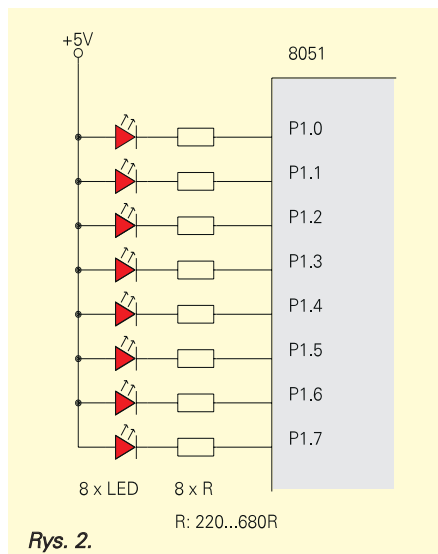 +5V
8051
P1.0
P1.1
P1.2
P1.3
P1.4
P1.5
P1.6
P1.7
8 x LED 8 x R
R: 220...680R
Rys. 2.